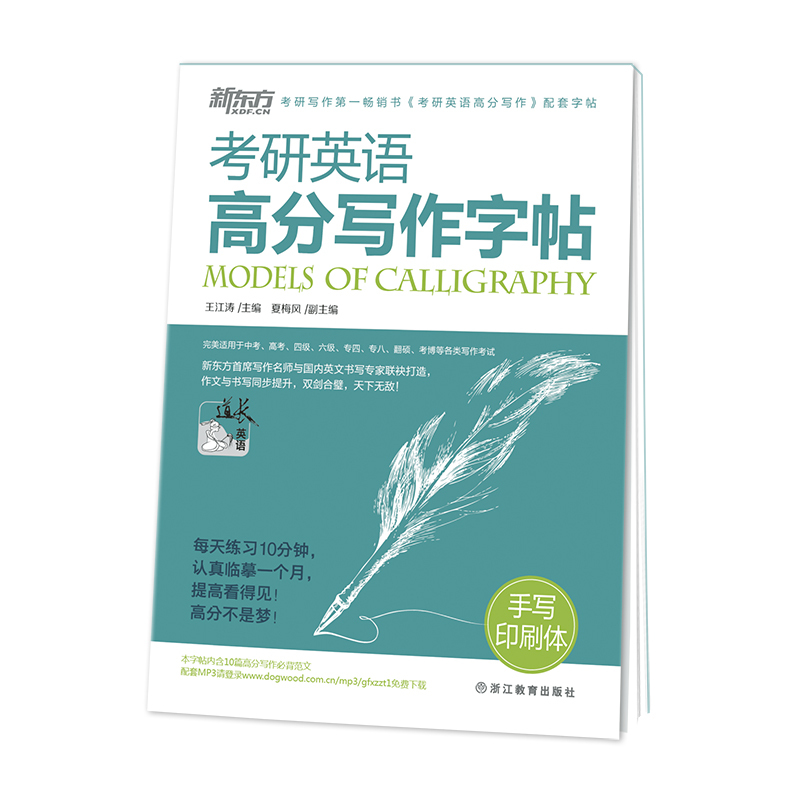 新东方
XDF.CN
考研写作第一畅销书《考研英语高分写作》配套字帖
考研英语
高分写作字帖
MODELS OF CALLIGRAPHY
王江涛 /主编 夏梅风 /副主编
完美适用于中考、高考、四级、六级、专四、专八、翻硕、考博等各类写作考试
新东方首席写作名师与国内英文书写专家联袂打造，
作文与书写同步提升，双剑合璧，天下无敌！
道长
英语
每天练习10分钟，
认真临摹一个月，
提高看得见！
高分不是梦！
手写
印刷体
本字帖内含10篇高分写作必背范文
配套MP3请登录www.dogwood.com.cn/mp3/gfxzzt1免费下载
浙江教育出版社